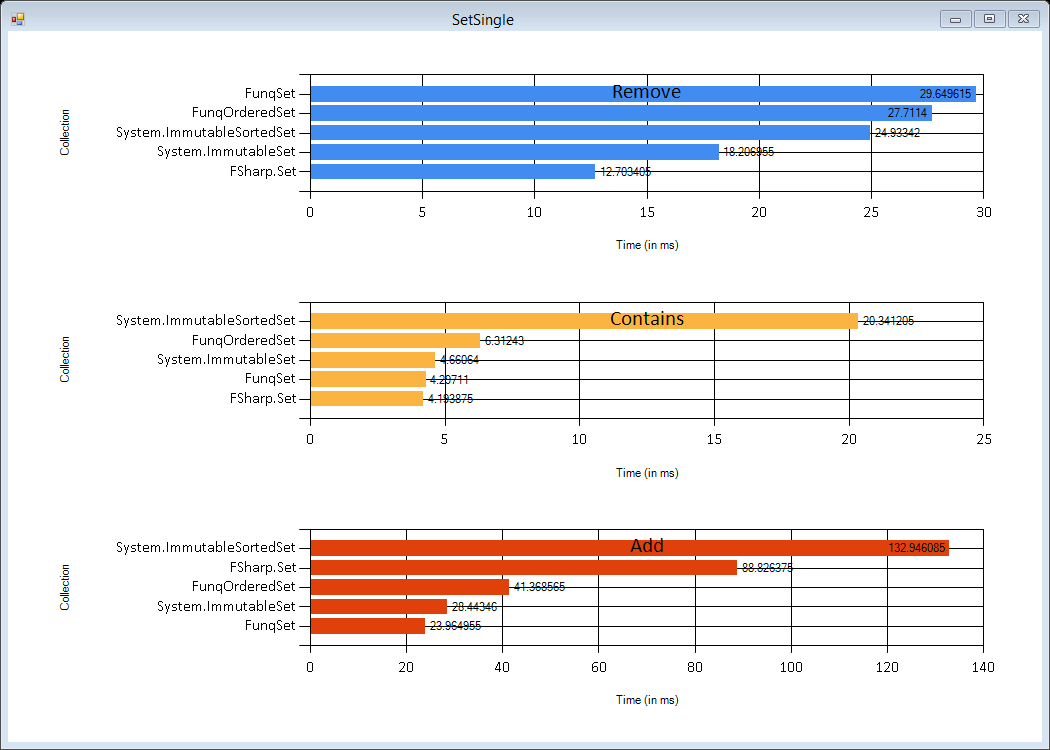 SetSingle
Remove
Collection
FunqSet 29.649615
FunqOrderedSet 27.7114
System.ImmutableSortedSet 24.93342
System.ImmutableSet 18.206955
FSharp.Set 12.703405
0 5 10 15 20 25 30
Time (in ms)
Contains
Collection
System.ImmutableSortedSet 20.341205
FunqOrderedSet 6.31243
System.ImmutableSet 4.66064
FunqSet 4.29711
FSharp.Set 4.193875
0 5 10 15 20 25
Time (in ms)
Add
Collection
System.ImmutableSortedSet 132.946085
FSharp.Set 88.826375
FunqOrderedSet 41.368565
System.ImmutableSet 28.44346
FunqSet 23.964955
0 20 40 60 80 100 120 140
Time (in ms)